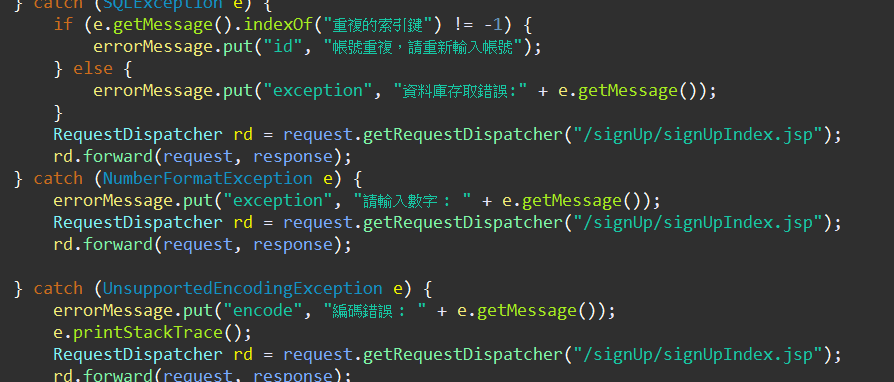 } catch (SQLException e) {
if (e.getMessage().indexOf("重複的索引鍵") != -1) {
errorMessage.put("id", "帳號重複，請重新輸入帳號");
} else {
errorMessage.put("exception", "資料庫存取錯誤:" + e.getMessage());
}
RequestDispatcher rd = request.getRequestDispatcher("/signUp/signUpIndex.jsp");
rd.forward(request, response);
} catch (NumberFormatException e) {
errorMessage.put("exception", "請輸入數字： " + e.getMessage());
RequestDispatcher rd = request.getRequestDispatcher("/signUp/signUpIndex.jsp");
rd.forward(request, response);
} catch (UnsupportedEncodingException e) {
errorMessage.put("encode", "編碼錯誤： " + e.getMessage());
e.printStackTrace();
RequestDispatcher rd = request.getRequestDispatcher("/signUp/signUpIndex.jsp");
rd.forward(request, response);